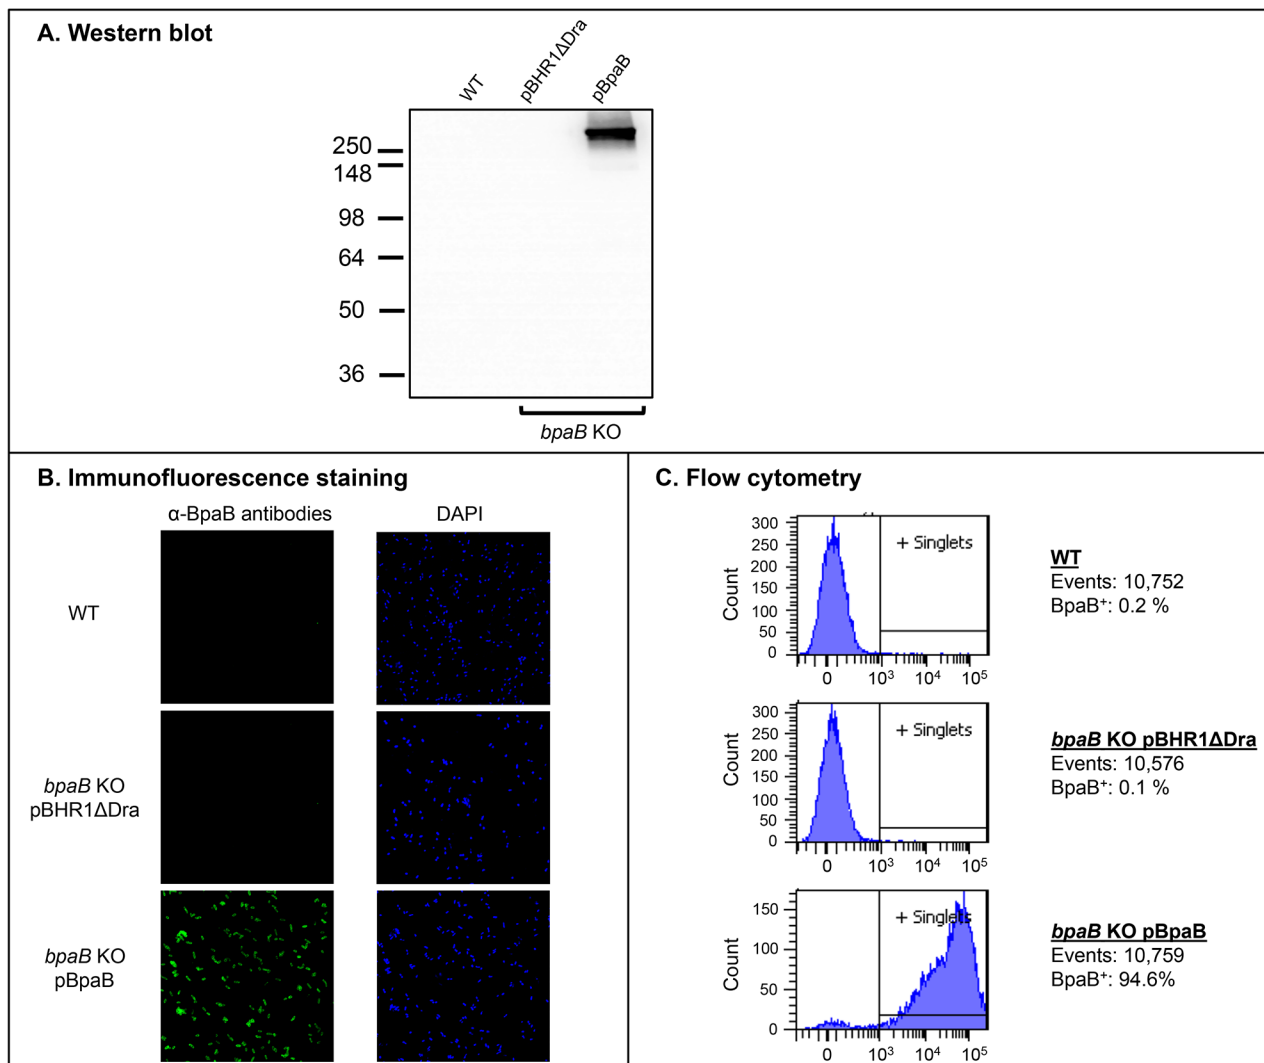 A. Western blot
WT
pBHR1ΔDra
pBpaB
250
148
98
64
50
36
bpaB KO
B. Immunofluorescence staining
α-BpaB antibodies
DAPI
WT
bpaB KO
pBHR1ΔDra
bpaB KO
pBpaB
C. Flow cytometry
Count
300
250
200
150
100
50
0
+ Singlets
0 10³ 10⁴ 10⁵
WT
Events: 10,752
BpaB⁺: 0.2 %
Count
300
250
200
150
100
50
0
+ Singlets
0 10³ 10⁴ 10⁵
bpaB KO pBHR1ΔDra
Events: 10,576
BpaB⁺: 0.1 %
Count
150
100
50
0
+ Singlets
0 10³ 10⁴ 10⁵
bpaB KO pBpaB
Events: 10,759
BpaB⁺: 94.6%